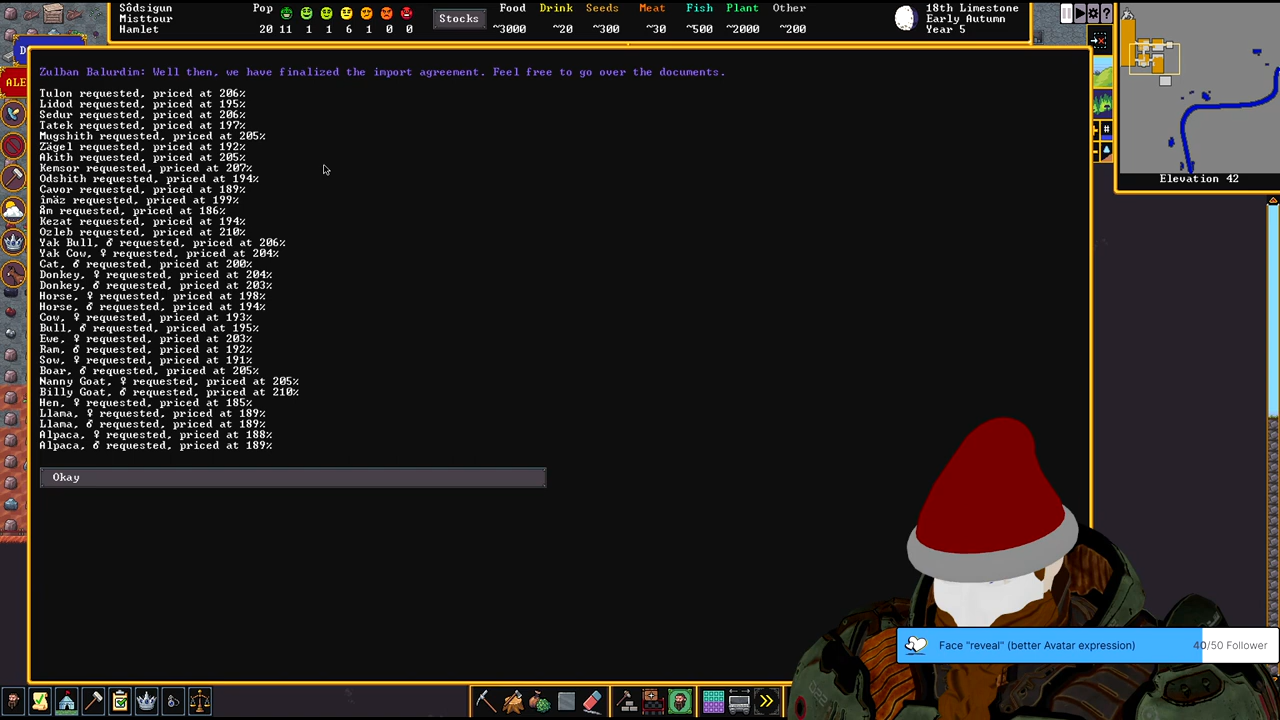 Sôdsigun
Misttour
Hamlet
Pop
20 11 1 1 6 1 0 0
Stocks
Food Drink Seeds Meat Fish Plant Other
~3000 ~20 ~300 ~30 ~500 ~2000 ~200
18th Limestone
Early Autumn
Year 5
D
ALE
Zulban Balurdim: Well then, we have finalized the import agreement. Feel free to go over the documents.
Tulon requested, priced at 206%
Lidod requested, priced at 195%
Sedur requested, priced at 206%
Tatek requested, priced at 197%
Mugshith requested, priced at 205%
Zägel requested, priced at 192%
Akith requested, priced at 205%
Kemsor requested, priced at 207%
Odshith requested, priced at 194%
Cavor requested, priced at 189%
îmäz requested, priced at 199%
Âm requested, priced at 186%
Kezat requested, priced at 194%
Ozleb requested, priced at 210%
Yak Bull, ♂ requested, priced at 206%
Yak Cow, ♀ requested, priced at 204%
Cat, ♂ requested, priced at 200%
Donkey, ♀ requested, priced at 204%
Donkey, ♂ requested, priced at 203%
Horse, ♀ requested, priced at 198%
Horse, ♂ requested, priced at 194%
Cow, ♀ requested, priced at 193%
Bull, ♂ requested, priced at 195%
Ewe, ♀ requested, priced at 203%
Ram, ♂ requested, priced at 192%
Sow, ♀ requested, priced at 191%
Boar, ♂ requested, priced at 205%
Nanny Goat, ♀ requested, priced at 205%
Billy Goat, ♂ requested, priced at 210%
Hen, ♀ requested, priced at 185%
Llama, ♀ requested, priced at 189%
Llama, ♂ requested, priced at 189%
Alpaca, ♀ requested, priced at 188%
Alpaca, ♂ requested, priced at 189%
Okay
Elevation 42
Face "reveal" (better Avatar expression)
40/50 Follower